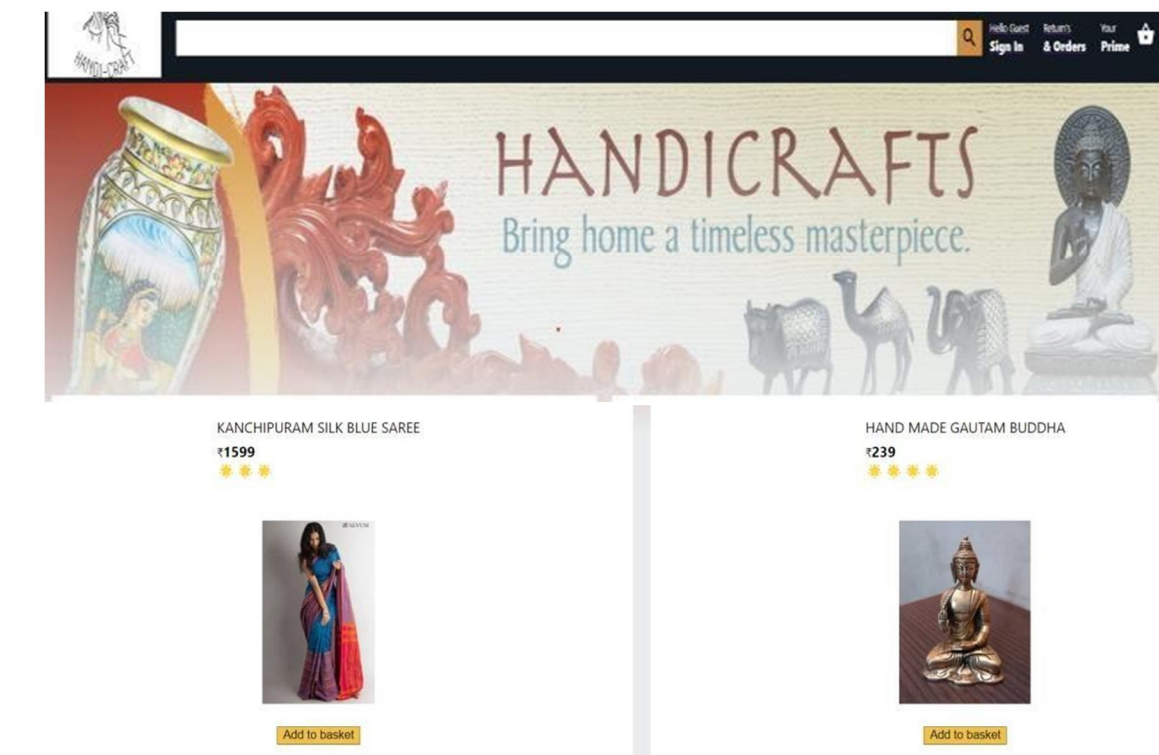 HANDI-CRAFT
Hello Guest
Sign In
Return's
& Orders
Your
Prime
HANDICRAFTS
Bring home a timeless masterpiece.
KANCHIPURAM SILK BLUE SAREE
₹1599
HAND MADE GAUTAM BUDDHA
₹239
Add to basket
Add to basket